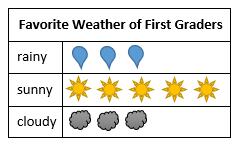 Favorite Weather of First Graders
rainy
sunny
cloudy